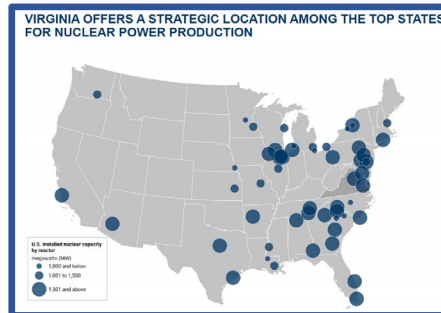 VIRGINIA OFFERS A STRATEGIC LOCATION AMONG THE TOP STATES
FOR NUCLEAR POWER PRODUCTION
U.S. installed nuclear capacity
by reactor
megawatts (MW)
1,000 and below
1,001 to 1,500
1,501 and above